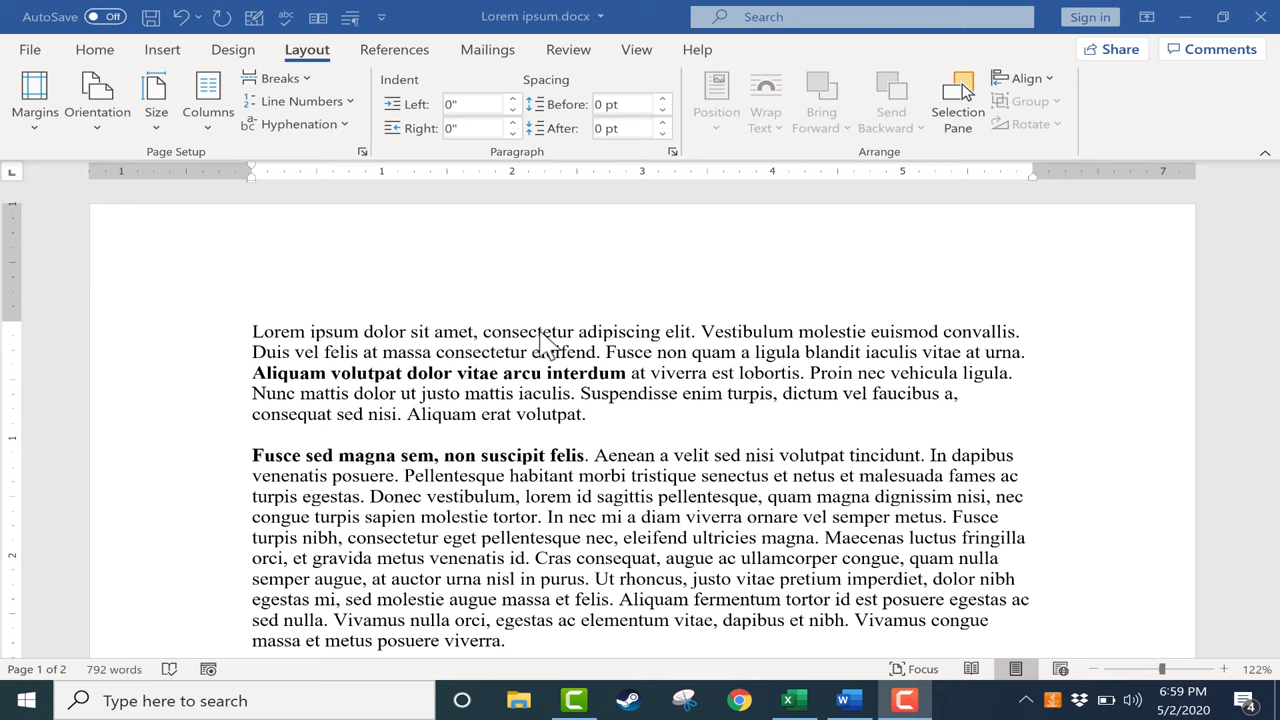 AutoSave Off Lorem ipsum.docx Search Sign in
File Home Insert Design Layout References Mailings Review View Help Share Comments
Margins Orientation Size Columns Breaks Line Numbers Hyphenation
Page Setup
Indent Spacing
Left: 0" Before: 0 pt
Right: 0" After: 0 pt
Paragraph
Position Wrap Text Bring Forward Send Backward Selection Pane Align Group Rotate
Arrange
1 1 2 3 4 5 7
Lorem ipsum dolor sit amet, consectetur adipiscing elit. Vestibulum molestie euismod convallis.
Duis vel felis at massa consectetur eleifend. Fusce non quam a ligula blandit iaculis vitae at urna.
Aliquam volutpat dolor vitae arcu interdum at viverra est lobortis. Proin nec vehicula ligula.
Nunc mattis dolor ut justo mattis iaculis. Suspendisse enim turpis, dictum vel faucibus a,
consequat sed nisi. Aliquam erat volutpat.
Fusce sed magna sem, non suscipit felis. Aenean a velit sed nisi volutpat tincidunt. In dapibus
venenatis posuere. Pellentesque habitant morbi tristique senectus et netus et malesuada fames ac
turpis egestas. Donec vestibulum, lorem id sagittis pellentesque, quam magna dignissim nisi, nec
congue turpis sapien molestie tortor. In nec mi a diam viverra ornare vel semper metus. Fusce
turpis nibh, consectetur eget pellentesque nec, eleifend ultricies magna. Maecenas luctus fringilla
orci, et gravida metus venenatis id. Cras consequat, augue ac ullamcorper congue, quam nulla
semper augue, at auctor urna nisl in purus. Ut rhoncus, justo vitae pretium imperdiet, dolor nibh
egestas mi, sed molestie augue massa et felis. Aliquam fermentum tortor id est posuere egestas ac
sed nulla. Vivamus nulla orci, egestas ac elementum vitae, dapibus et nibh. Vivamus congue
massa et metus posuere viverra.
Page 1 of 2 792 words Focus 122%
Type here to search 6:59 PM
5/2/2020 4